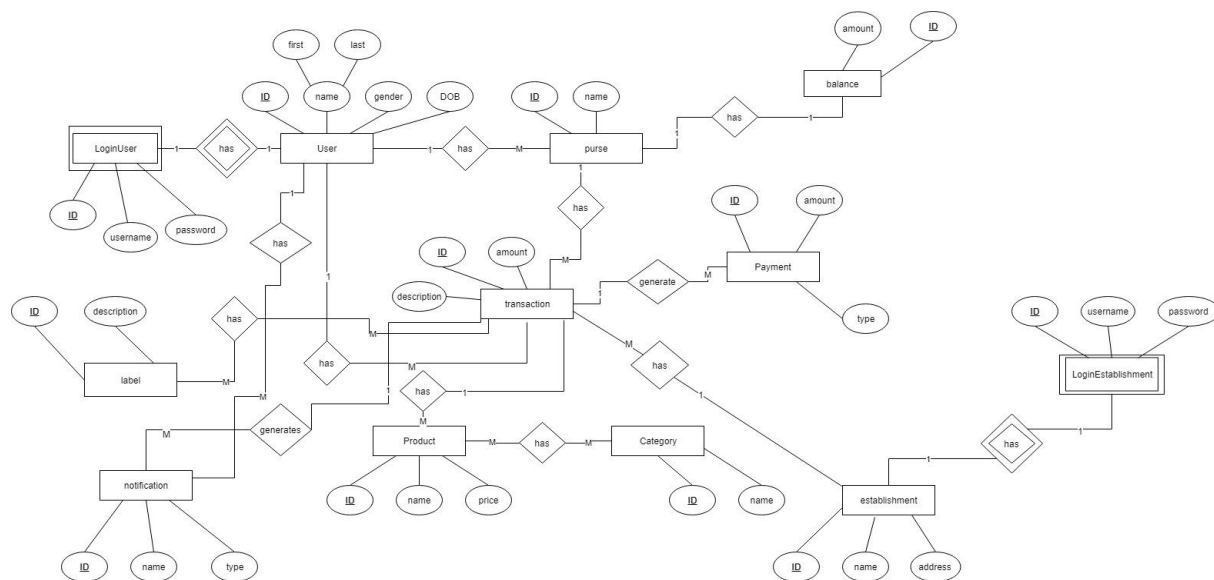 amount
ID
first
last
balance
ID
name
gender
DOB
ID
name
has
1
1
LoginUser
1
has
1
User
1
has
M
purse
ID
username
password
1
1
has
has
ID
amount
ID
amount
M
M
Payment
generate
1
description
transaction
1
type
ID
description
has
M
M
has
M
M
has
1
label
M
1
ID
username
password
LoginEstablishment
has
1
M
generates
M
M
Product
M
has
M
Category
1
has
1
1
notification
ID
name
price
ID
name
establishment
ID
name
type
ID
name
address